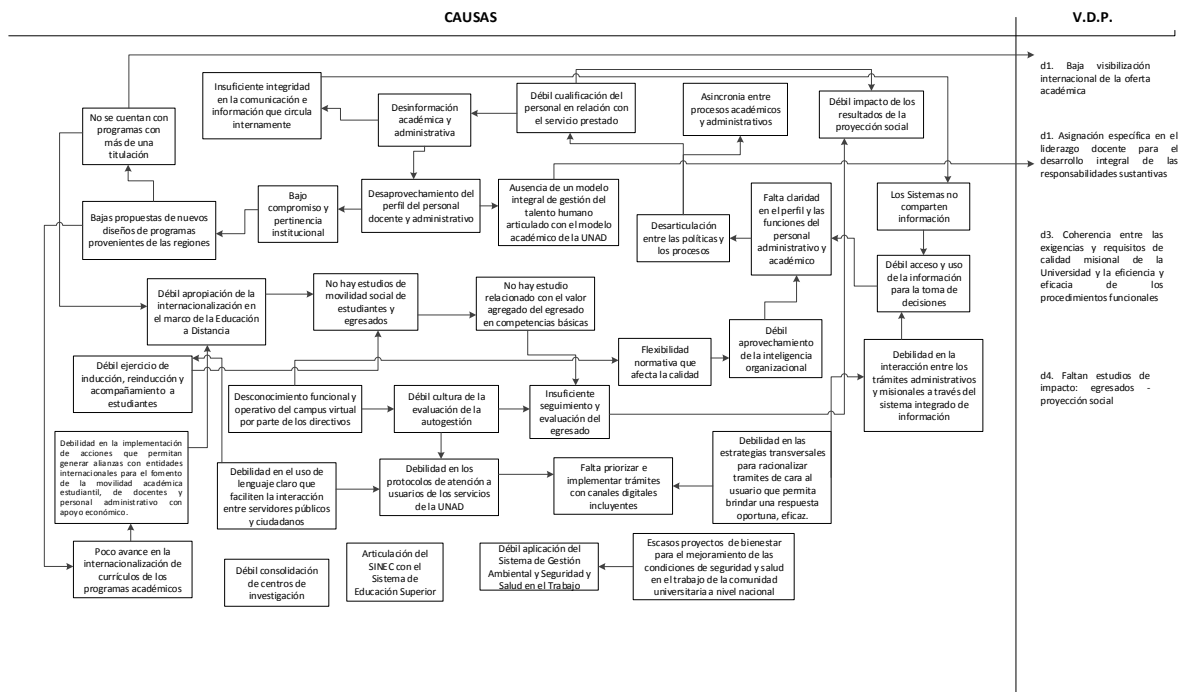 CAUSAS
V.D.P.
d1. Baja visibilización
internacional de la oferta
académica
Insuficiente integridad
en la comunicación e
información que circula
internamente
Desinformación
académica y
administrativa
Débil cualificación del
personal en relación con
el servicio prestado
Asincronia entre
procesos académicos
y administrativos
Débil impacto de los
resultados de la
proyección social
No se cuentan con
programas con
más de una
titulación
d1. Asignación específica en el
liderazgo docente para el
desarrollo integral de las
responsabilidades sustantivas
Bajas propuestas de nuevos
diseños de programas
provenientes de las regiones
Bajo
compromiso y
pertinencia
institucional
Desaprovechamiento del
perfil del personal
docente y administrativo
Ausencia de un modelo
integral de gestión del
talento humano
articulado con el modelo
académico de la UNAD
Desarticulación
entre las políticas y
los procesos
Falta claridad
en el perfil y las
funciones del
personal
administrativo y
académico
Los Sistemas no
comparten
información
d3. Coherencia entre las
exigencias y requisitos de
calidad misional de la
Universidad y la eficiencia y
eficacia de los
procedimientos funcionales
Débil acceso y uso
de la información
para la toma de
decisiones
Débil apropiación de la
internacionalización en
el marco de la Educación
a Distancia
No hay estudios de
movilidad social de
estudiantes y
egresados
No hay estudio
relacionado con el valor
agregado del egresado
en competencias básicas
Flexibilidad
normativa que
afecta la calidad
Débil
aprovechamiento
de la inteligencia
organizacional
Debilidad en la
interacción entre los
trámites administrativos
y misionales a través del
sistema integrado de
información
d4. Faltan estudios de
impacto: egresados -
proyección social
Débil ejercicio de
inducción, reinducción y
acompañamiento a
estudiantes
Desconocimiento funcional y
operativo del campus virtual
por parte de los directivos
Débil cultura de la
evaluación de la
autogestión
Insuficiente
seguimiento y
evaluación del
egresado
Debilidad en la implementación
de acciones que permitan
generar alianzas con entidades
internacionales para el fomento
de la movilidad académica
estudiantil, de docentes y
personal administrativo con
apoyo económico.
Debilidad en el uso de
lenguaje claro que
faciliten la interacción
entre servidores públicos y
ciudadanos
Debilidad en los
protocolos de atención a
usuarios de los servicios
de la UNAD
Falta priorizar e
implementar trámites
con canales digitales
incluyentes
Debilidad en las
estrategias transversales
para racionalizar
tramites de cara al
usuario que permita
brindar una respuesta
oportuna, eficaz.
Poco avance en la
internacionalización de
currículos de los
programas académicos
Débil consolidación
de centros de
investigación
Articulación del
SINEC con el
Sistema de
Educación Superior
Débil aplicación del
Sistema de Gestión
Ambiental y Seguridad y
Salud en el Trabajo
Escasos proyectos de bienestar
para el mejoramiento de las
condiciones de seguridad y salud
en el trabajo de la comunidad
universitaria a nivel nacional